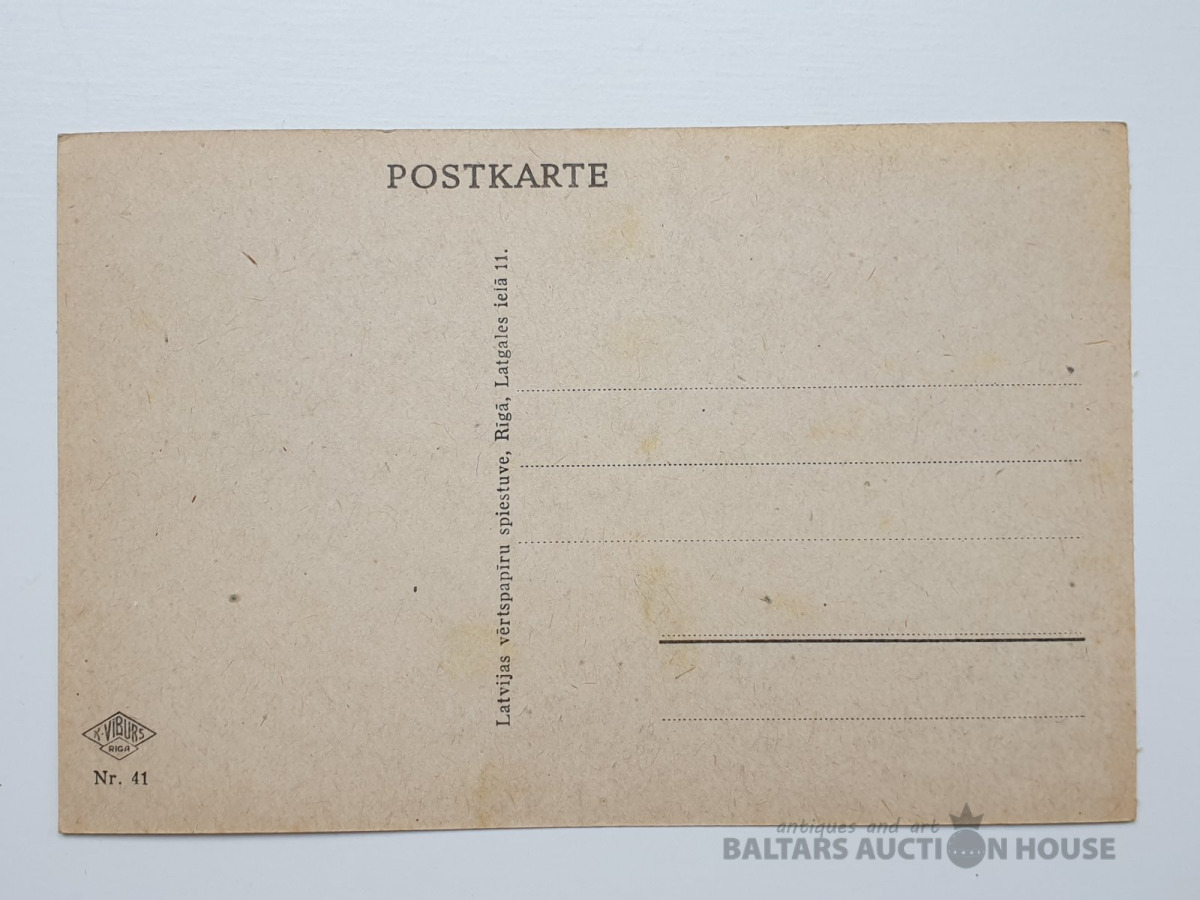 POSTKARTE
Latvijas vērtspapīru spiestuve, Rīgā, Latgales ielā 11.
K·VIBURS
RIGA
Nr. 41
antiques and art
BALTARS AUCTION HOUSE